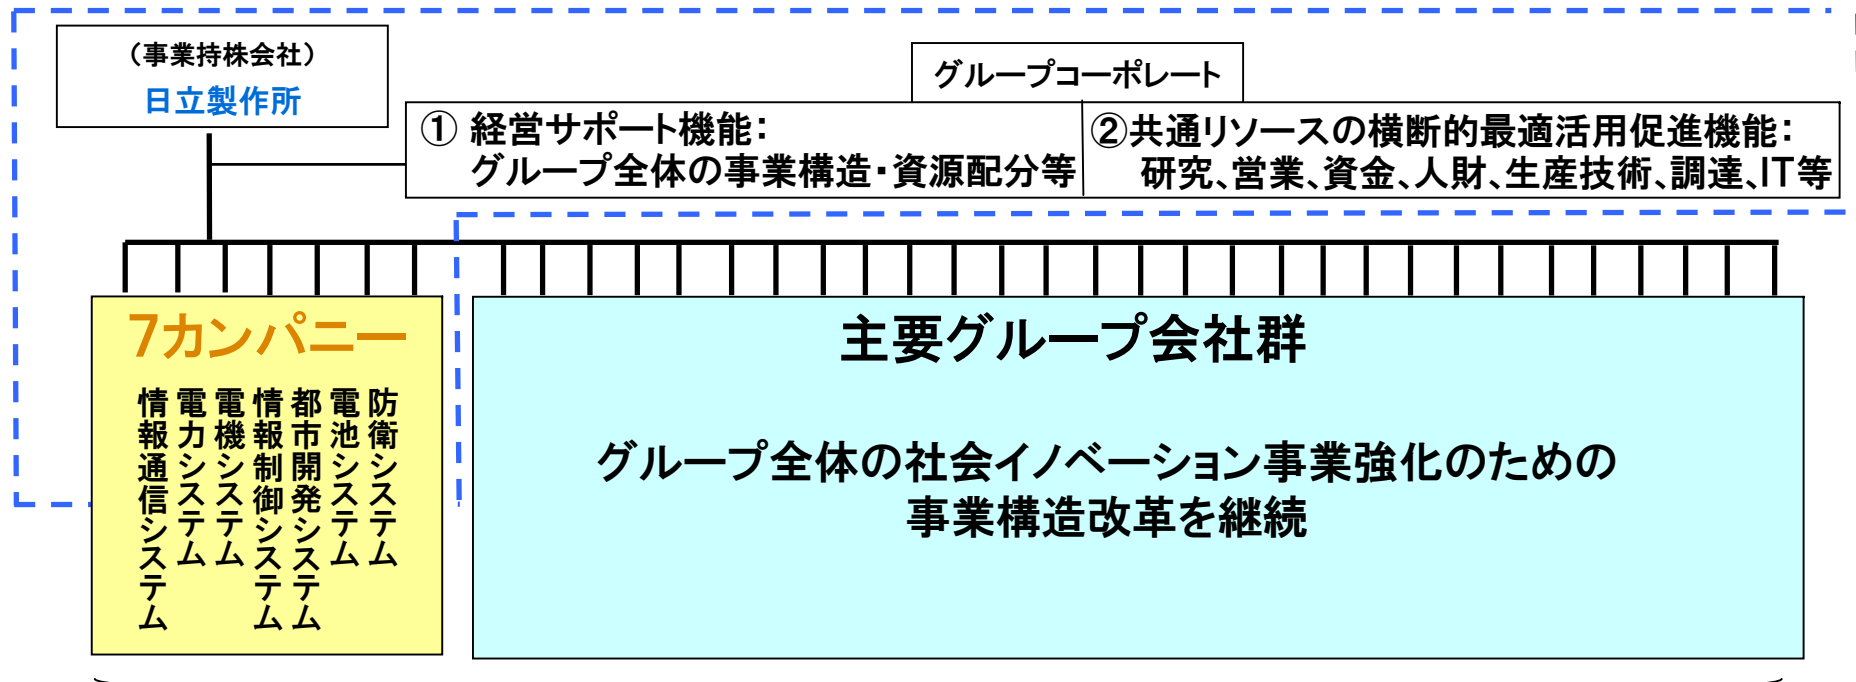 （事業持株会社）
日立製作所
グループコーポレート
① 経営サポート機能：
グループ全体の事業構造・資源配分等
②共通リソースの横断的最適活用促進機能：
研究、営業、資金、人財、生産技術、調達、IT等
7カンパニー
情報通信システム
電力システム
電機システム
情報制御システム
都市開発システム
電池システム
防衛システム
主要グループ会社群
グループ全体の社会イノベーション事業強化のための
事業構造改革を継続